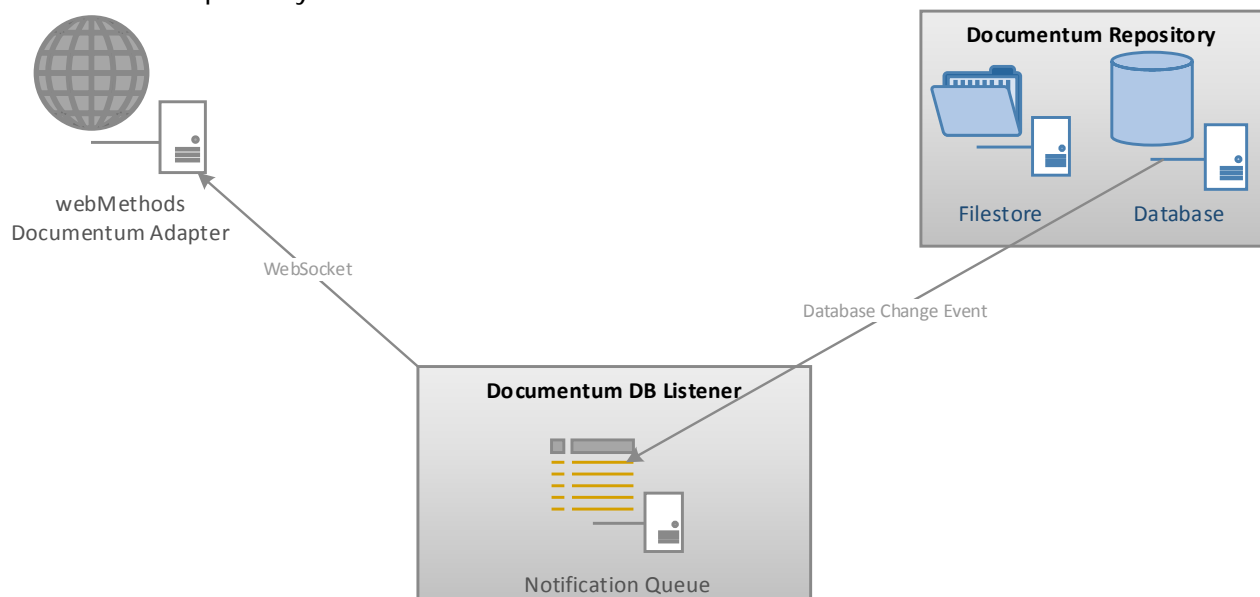 Documentum Repository
webMethods
Documentum Adapter
Filestore
Database
WebSocket
Database Change Event
Documentum DB Listener
Notification Queue